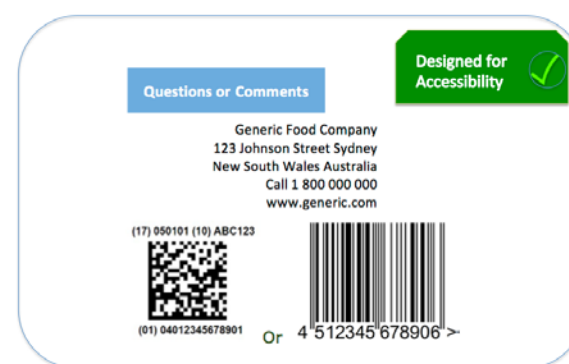 Designed for
Accessibility
Questions or Comments
Generic Food Company
123 Johnson Street Sydney
New South Wales Australia
Call 1 800 000 000
www.generic.com
(17) 050101 (10) ABC123
(01) 04012345678901
Or
4 512345 678906 >